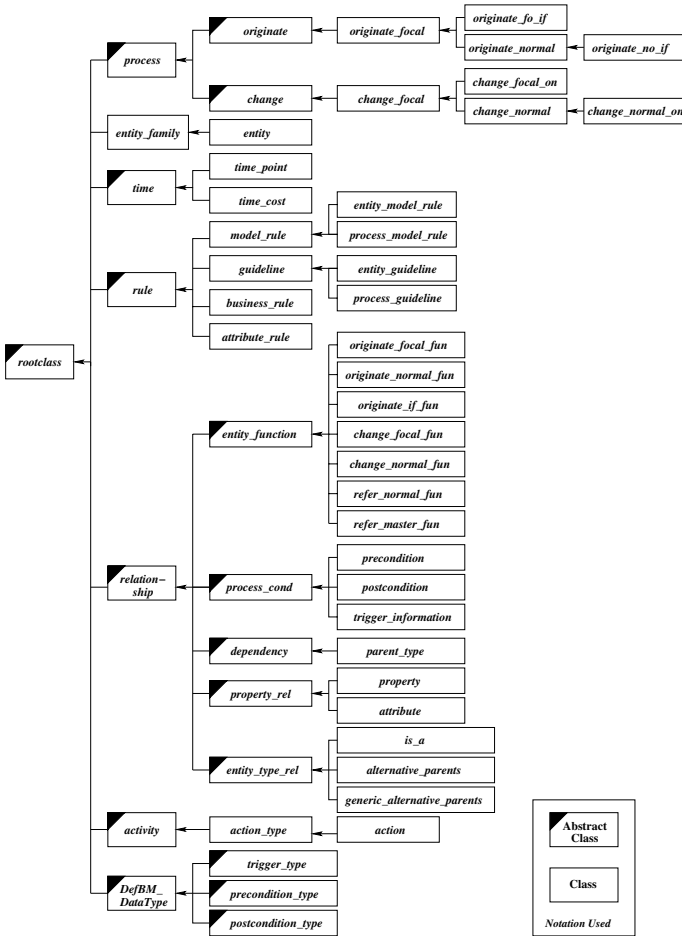 originate_fo_if
originate
originate_focal
originate_normal
originate_no_if
process
change_focal_on
change
change_focal
change_normal
change_normal_on
entity_family
entity
time_point
time
time_cost
entity_model_rule
model_rule
process_model_rule
guideline
entity_guideline
rule
business_rule
process_guideline
attribute_rule
originate_focal_fun
rootclass
originate_normal_fun
originate_if_fun
entity_function
change_focal_fun
change_normal_fun
refer_normal_fun
refer_master_fun
precondition
relation-
ship
process_cond
postcondition
trigger_information
dependency
parent_type
property
property_rel
attribute
is_a
entity_type_rel
alternative_parents
generic_alternative_parents
activity
action_type
action
trigger_type
DefBM_
DataType
precondition_type
postcondition_type
Abstract
Class
Class
Notation Used